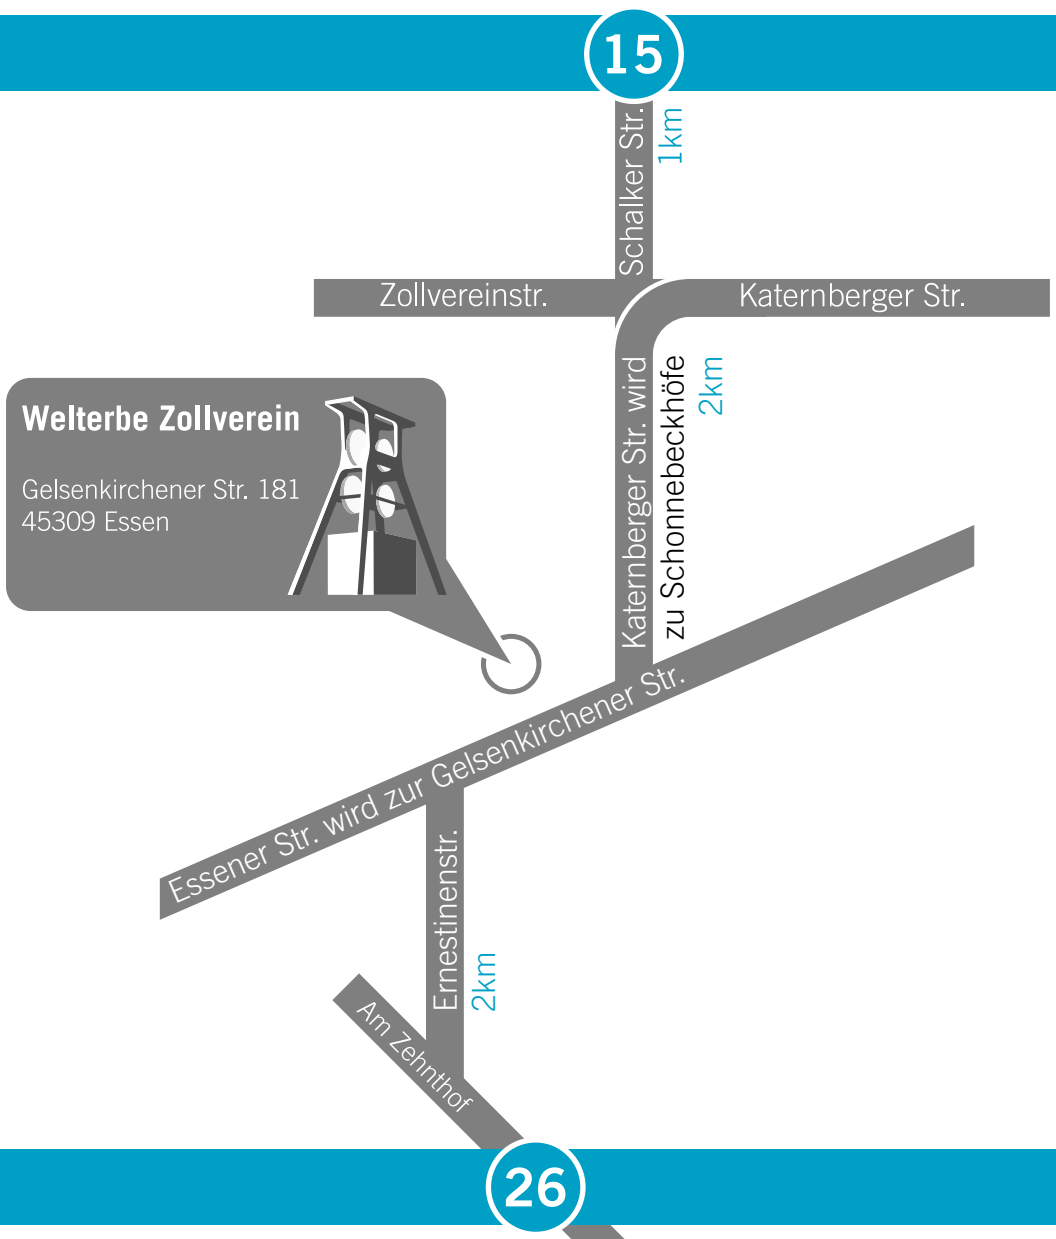 15
Schalker Str.
1km
Zollvereinstr.
Katernberger Str.
Katernberger Str. wird
zu Schonnebeckhöfe
2km
Welterbe Zollverein
Gelsenkirchener Str. 181
45309 Essen
Essener Str. wird zur Gelsenkirchener Str.
Ernestinenstr.
2km
Am Zehnthof
26